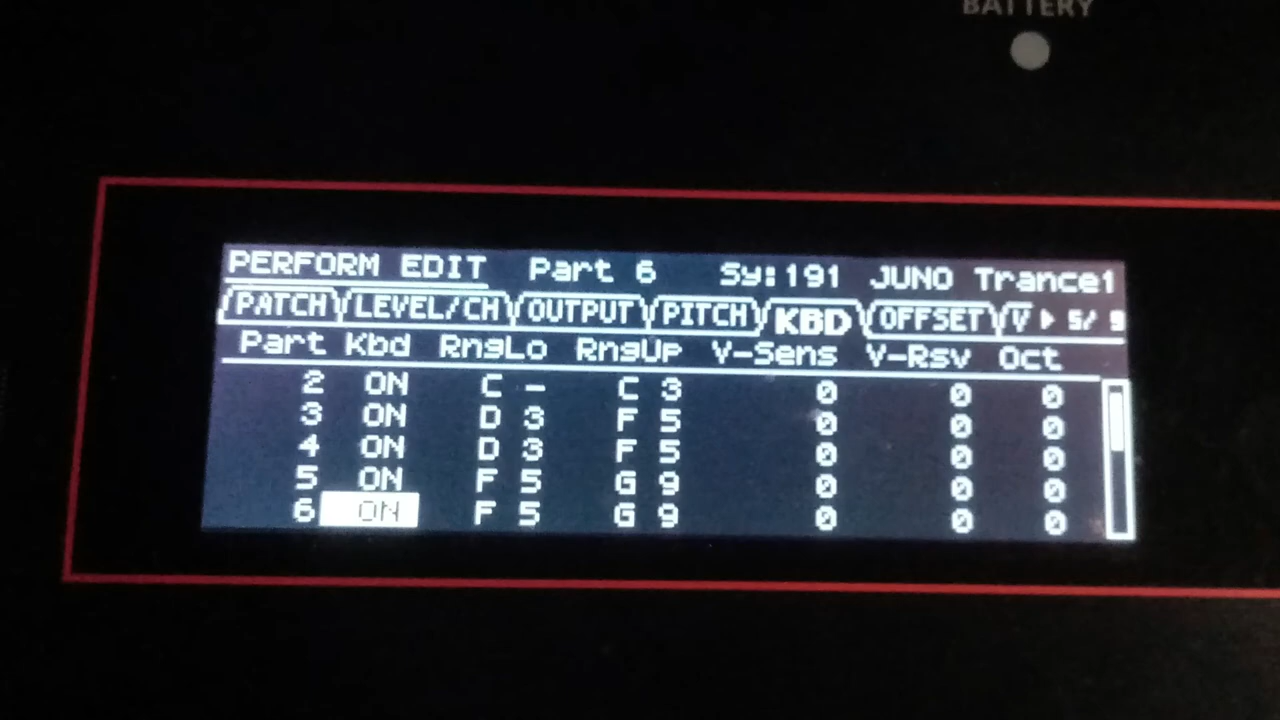 BATTERY
PERFORM EDIT Part 6 Sy:191 JUNO Trance1
PATCH LEVEL/CH OUTPUT PITCH KBD OFFSET V ▶ 5/ 9
Part Kbd RngLo RngUp V-Sens V-Rsv Oct
2 ON C - C 3 0 0 0
3 ON D 3 F 5 0 0 0
4 ON D 3 F 5 0 0 0
5 ON F 5 G 9 0 0 0
6 ON F 5 G 9 0 0 0